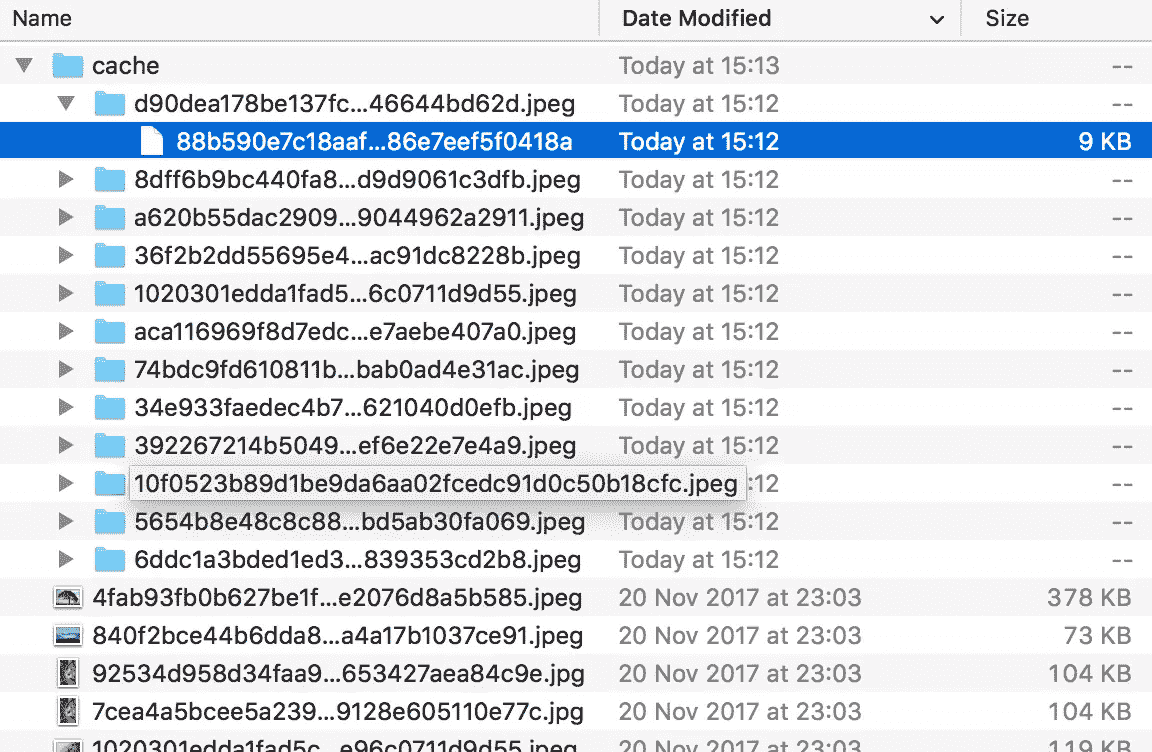 Name Date Modified Size
cache Today at 15:13 --
d90dea178be137fc...46644bd62d.jpeg Today at 15:12 --
88b590e7c18aaf...86e7eef5f0418a Today at 15:12 9 KB
8dff6b9bc440fa8...d9d9061c3dfb.jpeg Today at 15:12 --
a620b55dac2909...9044962a2911.jpeg Today at 15:12 --
36f2b2dd55695e4...ac91dc8228b.jpeg Today at 15:12 --
1020301edda1fad5...6c0711d9d55.jpeg Today at 15:12 --
aca116969f8d7edc...e7aebe407a0.jpeg Today at 15:12 --
74bdc9fd610811b...bab0ad4e31ac.jpeg Today at 15:12 --
34e933faedec4b7...621040d0efb.jpeg Today at 15:12 --
392267214b5049...ef6e22e7e4a9.jpeg Today at 15:12 --
10f0523b89d1be9da6aa02fcedc91d0c50b18cfc.jpeg :12 --
5654b8e48c8c88...bd5ab30fa069.jpeg Today at 15:12 --
6ddc1a3bded1ed3...839353cd2b8.jpeg Today at 15:12 --
4fab93fb0b627be1f...e2076d8a5b585.jpeg 20 Nov 2017 at 23:03 378 KB
840f2bce44b6dda8...a4a17b1037ce91.jpeg 20 Nov 2017 at 23:03 73 KB
92534d958d34faa9...653427aea84c9e.jpg 20 Nov 2017 at 23:03 104 KB
7cea4a5bcee5a239...9128e605110e77c.jpg 20 Nov 2017 at 23:03 104 KB
1020301edda1fad5c...e96c0711d9d55.jpeg 20 Nov 2017 at 23:03 119 KB